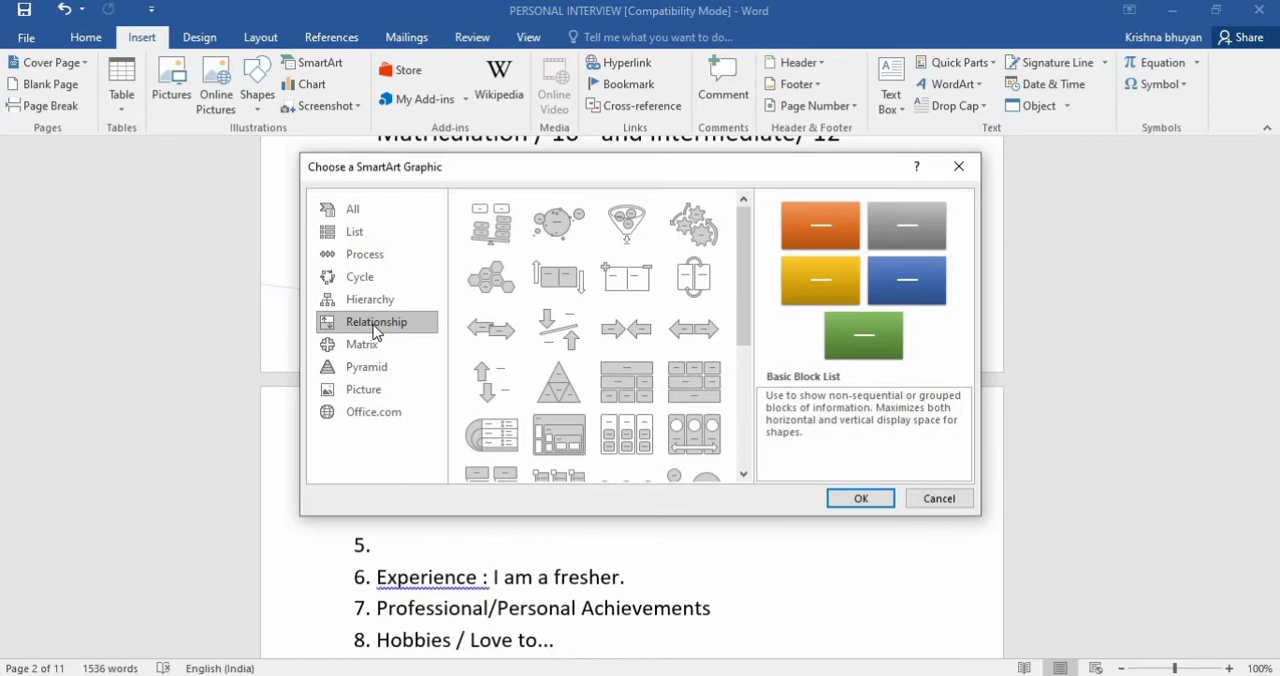 PERSONAL INTERVIEW [Compatibility Mode] - Word
File Home Insert Design Layout References Mailings Review View Tell me what you want to do... Krishna bhuyan Share
Cover Page
Blank Page
Page Break
Pages
Table
Tables
Pictures
Online Pictures
Shapes
SmartArt
Chart
Screenshot
Illustrations
Store
My Add-ins
Wikipedia
Add-ins
Online Video
Media
Hyperlink
Bookmark
Cross-reference
Links
Comment
Comments
Header
Footer
Page Number
Header & Footer
Text Box
Quick Parts
WordArt
Drop Cap
Signature Line
Date & Time
Object
Text
Equation
Symbol
Symbols
Matriculation / 10 and Intermediate/ 12
Choose a SmartArt Graphic
All
List
Process
Cycle
Hierarchy
Relationship
Matrix
Pyramid
Picture
Office.com
Basic Block List
Use to show non-sequential or grouped
blocks of information. Maximizes both
horizontal and vertical display space for
shapes.
OK Cancel
5.
6. Experience : I am a fresher.
7. Professional/Personal Achievements
8. Hobbies / Love to...
Page 2 of 11 1536 words English (India) 100%